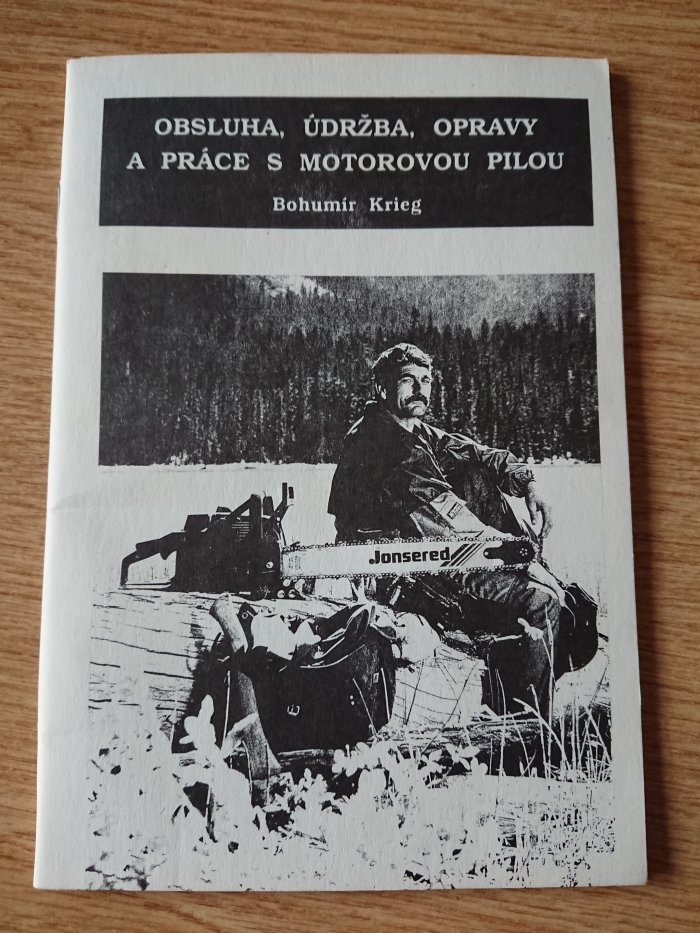 OBSLUHA, ÚDRŽBA, OPRAVY
A PRÁCE S MOTOROVOU PILOU
Bohumír Krieg
Jonsered